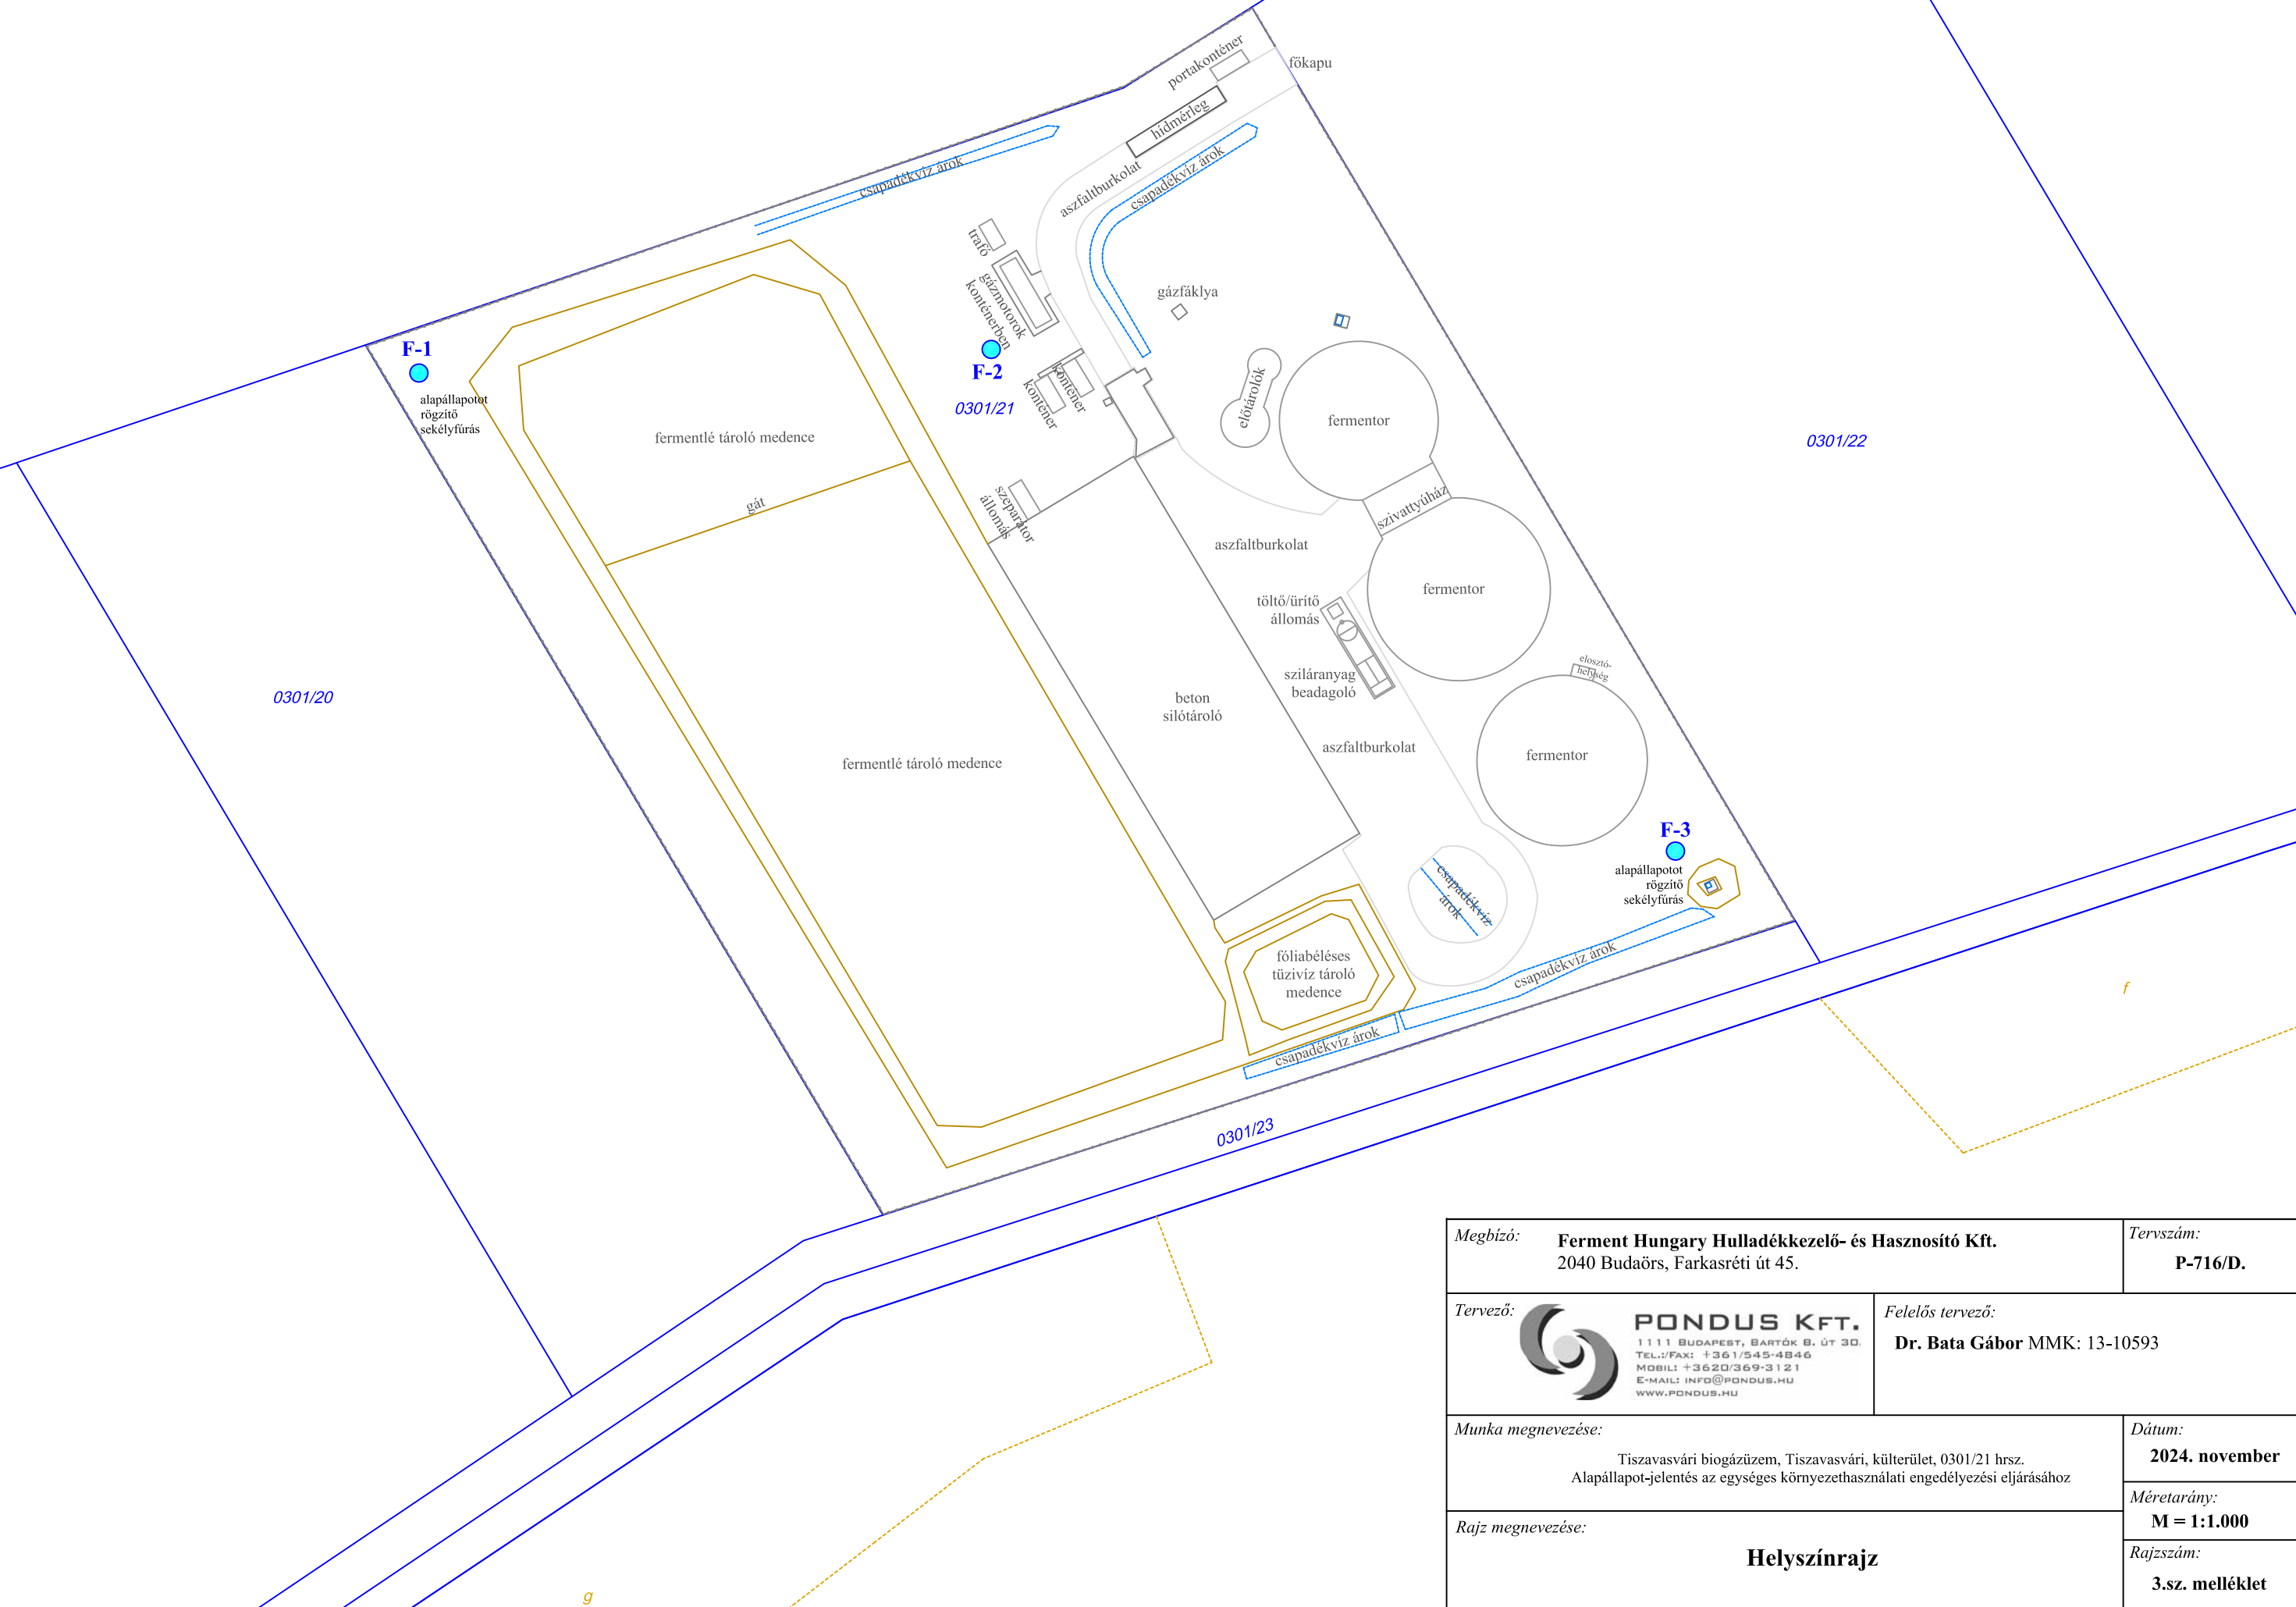 portakonténer
főkapu
hídmérleg
csapadékvíz árok
aszfaltburkolat
csapadékvíz árok
trafó
gázmotorok
konténerben
gázfáklya
F-1
alapállapotot
rögzítő
sekélyfúrás
F-2
0301/21
konténer
konténer
előtárolók
fermentor
fermentlé tároló medence
0301/22
gát
szeparátor
állomás
szivattyúház
aszfaltburkolat
fermentor
töltő/ürítő
állomás
elosztó-
helység
sziláranyag
beadagoló
0301/20
beton
silótároló
aszfaltburkolat
fermentor
fermentlé tároló medence
F-3
alapállapotot
rögzítő
sekélyfúrás
csapadékvíz
árok
fóliabéléses
tüzivíz tároló
medence
csapadékvíz árok
csapadékvíz árok
f
0301/23
g
Megbízó:
Ferment Hungary Hulladékkezelő- és Hasznosító Kft.
2040 Budaörs, Farkasréti út 45.
Tervszám:
P-716/D.
Tervező:
PONDUS KFT.
1111 BUDAPEST, BARTÓK B. ÚT 30.
TEL.:/FAX: +361/545-4846
MOBIL: +3620/369-3121
E-MAIL: INFO@PONDUS.HU
WWW.PONDUS.HU
Felelős tervező:
Dr. Bata Gábor MMK: 13-10593
Munka megnevezése:
Tiszavasvári biogázüzem, Tiszavasvári, külterület, 0301/21 hrsz.
Alapállapot-jelentés az egységes környezethasználati engedélyezési eljárásához
Dátum:
2024. november
Méretarány:
M = 1:1.000
Rajz megnevezése:
Helyszínrajz
Rajzszám:
3.sz. melléklet